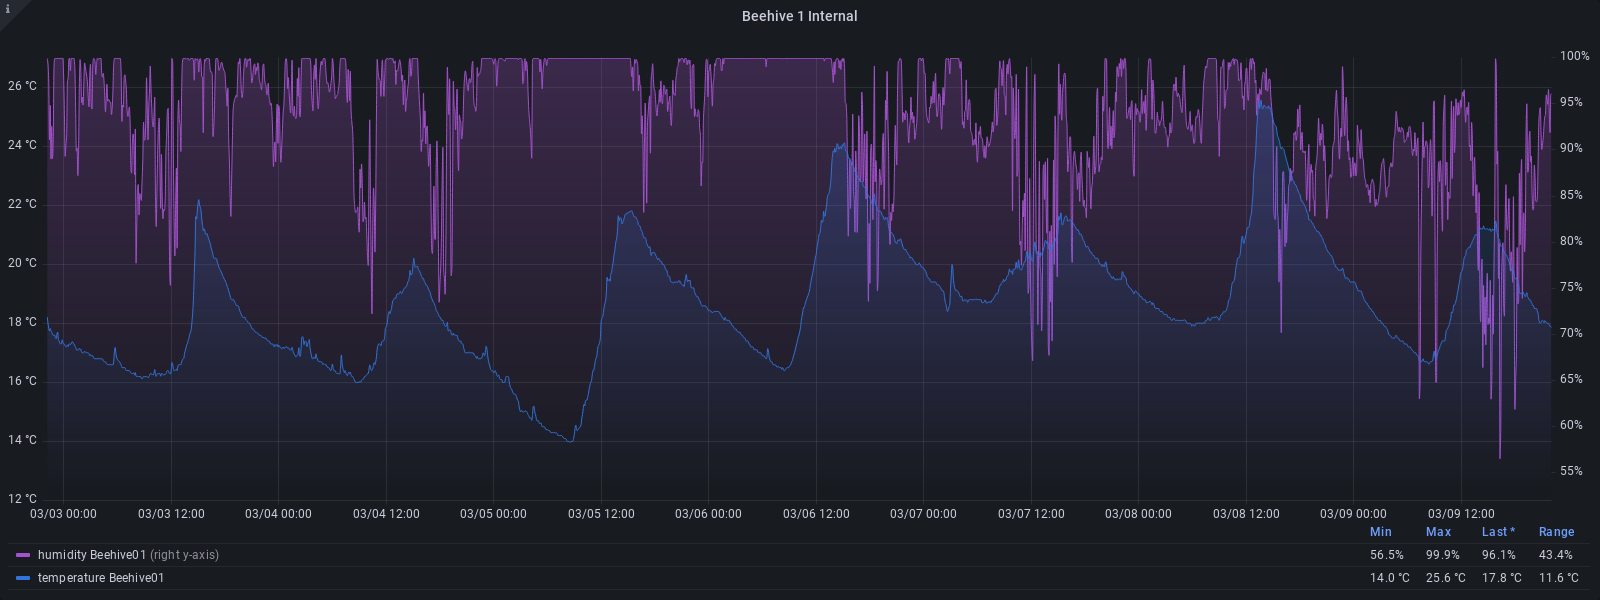 i
Beehive 1 Internal
26 °C
24 °C
22 °C
20 °C
18 °C
16 °C
14 °C
12 °C
100%
95%
90%
85%
80%
75%
70%
65%
60%
55%
03/03 00:00 03/03 12:00 03/04 00:00 03/04 12:00 03/05 00:00 03/05 12:00 03/06 00:00 03/06 12:00 03/07 00:00 03/07 12:00 03/08 00:00 03/08 12:00 03/09 00:00 03/09 12:00
Min Max Last * Range
humidity Beehive01 (right y-axis) 56.5% 99.9% 96.1% 43.4%
temperature Beehive01 14.0 °C 25.6 °C 17.8 °C 11.6 °C